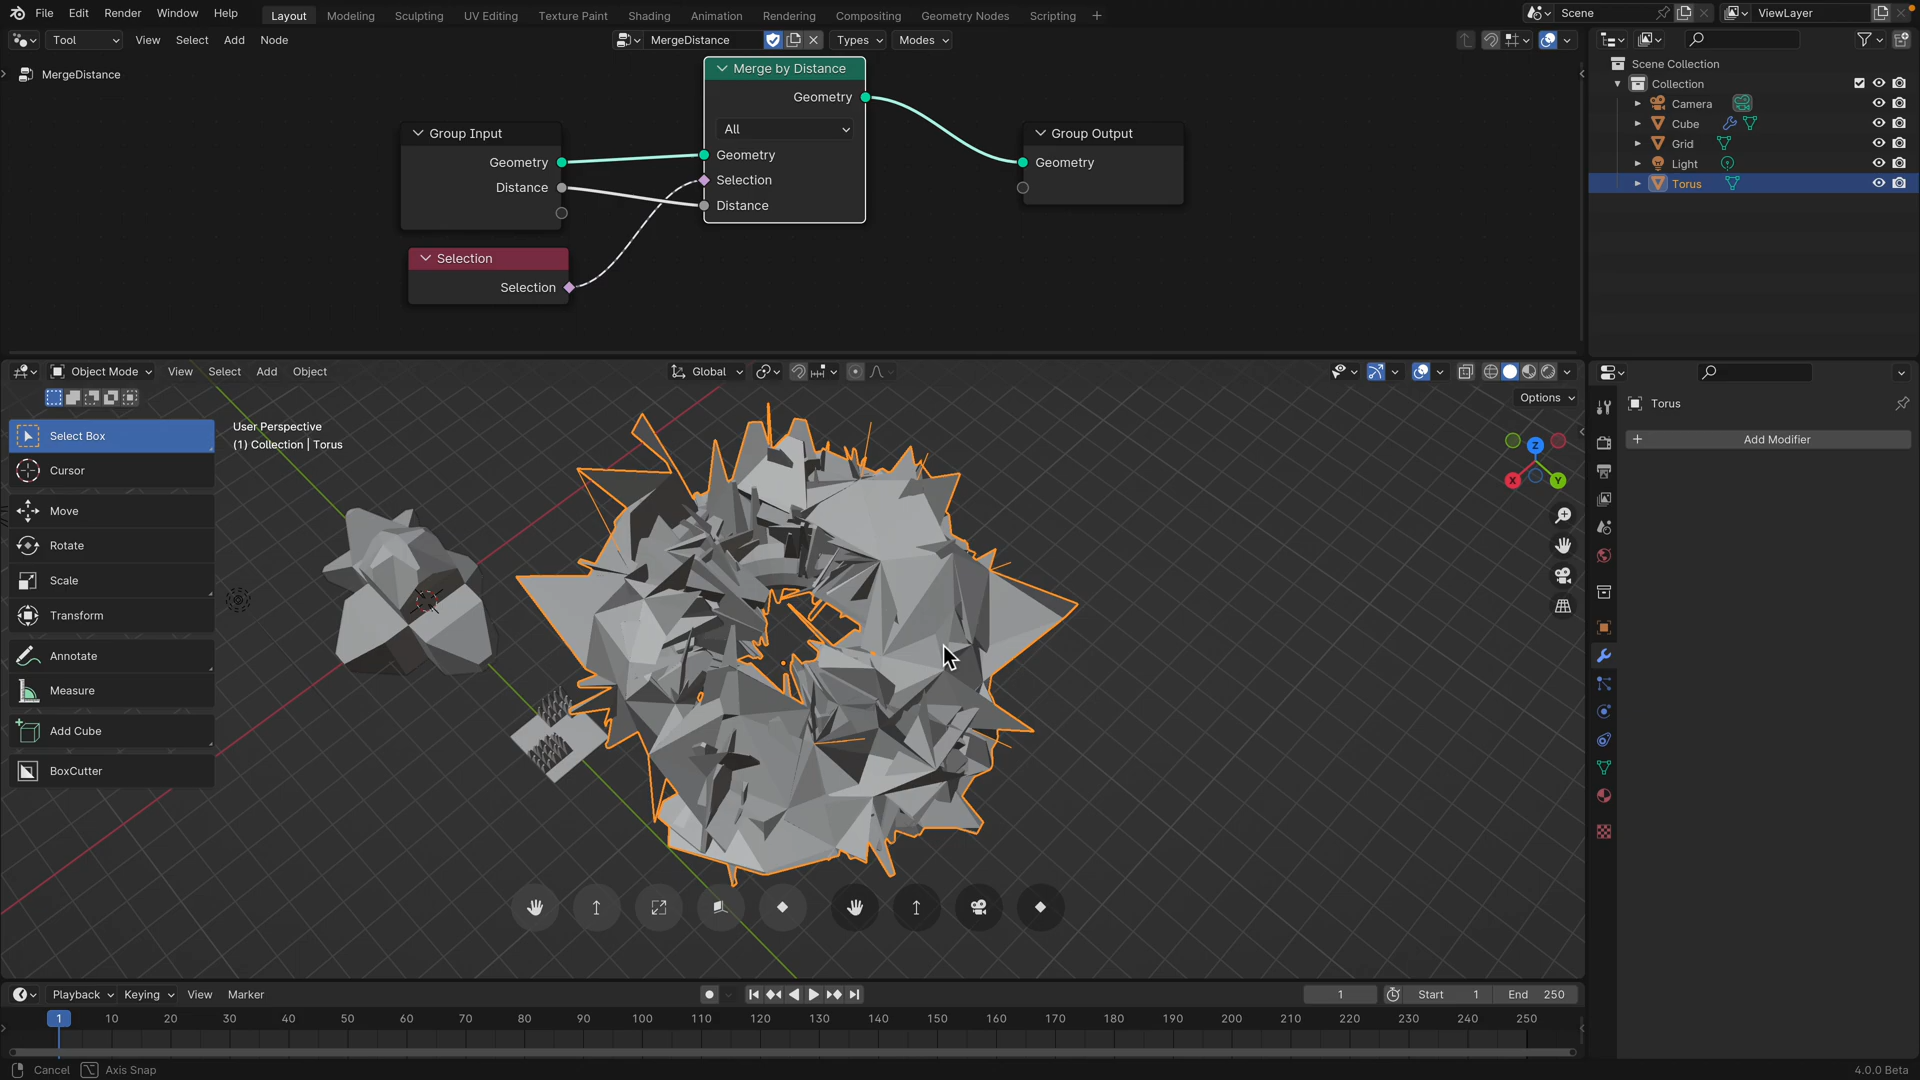 File Edit Render Window Help Layout Modeling Sculpting UV Editing Texture Paint Shading Animation Rendering Compositing Geometry Nodes Scripting + Scene ViewLayer
Tool View Select Add Node MergeDistance Types Modes
MergeDistance
Merge by Distance
Geometry
All
Geometry
Selection
Distance
Group Input
Geometry
Distance
Selection
Selection
Group Output
Geometry
Scene Collection
Collection
Camera
Cube
Grid
Light
Torus
Object Mode View Select Add Object Global
Options
User Perspective
(1) Collection | Torus
Select Box
Cursor
Move
Rotate
Scale
Transform
Annotate
Measure
Add Cube
BoxCutter
Z
X
Y
Torus
+ Add Modifier
Playback Keying View Marker 1 Start 1 End 250
1 10 20 30 40 50 60 70 80 90 100 110 120 130 140 150 160 170 180 190 200 210 220 230 240 250
Cancel Axis Snap 4.0.0 Beta